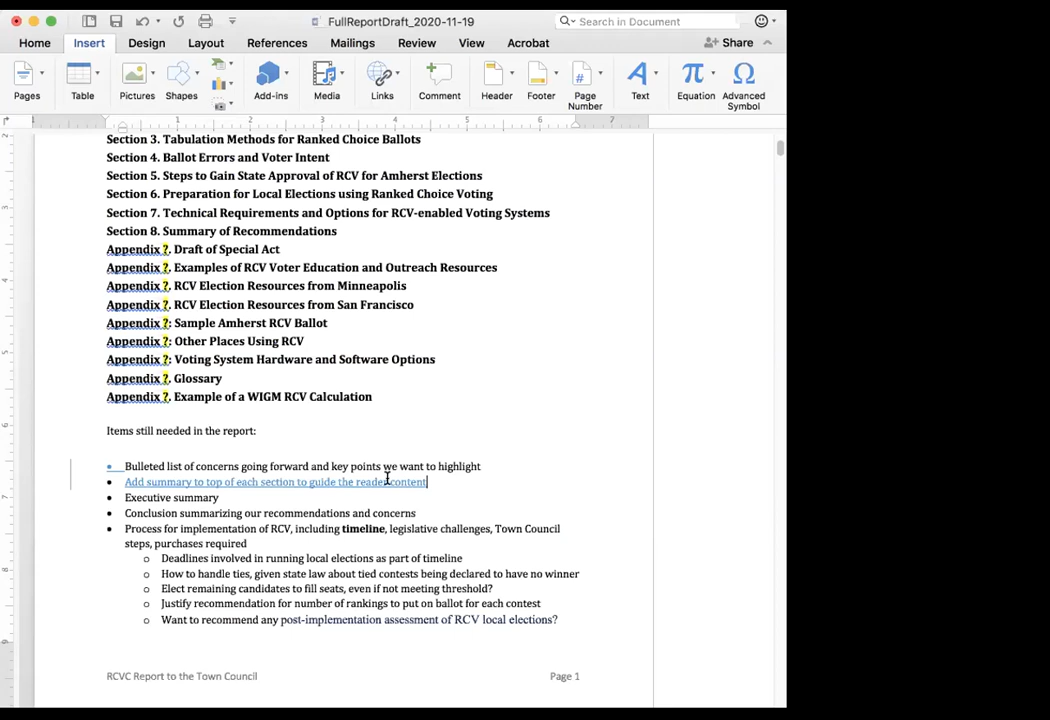 FullReportDraft_2020-11-19
Search in Document
Home Insert Design Layout References Mailings Review View Acrobat Share
Pages Table Pictures Shapes Add-ins Media Links Comment Header Footer Page Number Text Equation Advanced Symbol
1 1 2 3 4 5 6 7
Section 3. Tabulation Methods for Ranked Choice Ballots
Section 4. Ballot Errors and Voter Intent
Section 5. Steps to Gain State Approval of RCV for Amherst Elections
Section 6. Preparation for Local Elections using Ranked Choice Voting
Section 7. Technical Requirements and Options for RCV-enabled Voting Systems
Section 8. Summary of Recommendations
Appendix ?. Draft of Special Act
Appendix ?. Examples of RCV Voter Education and Outreach Resources
Appendix ?. RCV Election Resources from Minneapolis
Appendix ?. RCV Election Resources from San Francisco
Appendix ?: Sample Amherst RCV Ballot
Appendix ?: Other Places Using RCV
Appendix ?: Voting System Hardware and Software Options
Appendix ?. Glossary
Appendix ?. Example of a WIGM RCV Calculation
Items still needed in the report:
• Bulleted list of concerns going forward and key points we want to highlight
• Add summary to top of each section to guide the reader content
• Executive summary
• Conclusion summarizing our recommendations and concerns
• Process for implementation of RCV, including timeline, legislative challenges, Town Council
steps, purchases required
o Deadlines involved in running local elections as part of timeline
o How to handle ties, given state law about tied contests being declared to have no winner
o Elect remaining candidates to fill seats, even if not meeting threshold?
o Justify recommendation for number of rankings to put on ballot for each contest
o Want to recommend any post-implementation assessment of RCV local elections?
RCVC Report to the Town Council Page 1